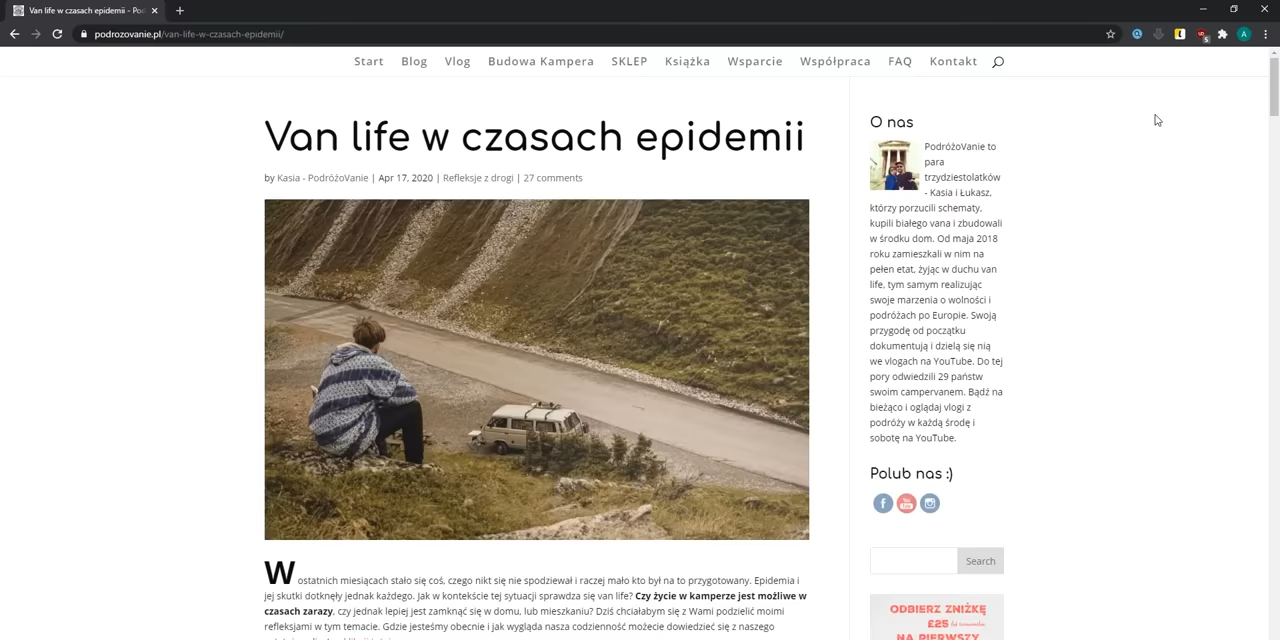 Van life w czasach epidemii - Po
podrozovanie.pl/van-life-w-czasach-epidemii/
Start Blog Vlog Budowa Kampera SKLEP Książka Wsparcie Współpraca FAQ Kontakt
Van life w czasach epidemii
by Kasia - PodróżoVanie | Apr 17, 2020 | Refleksje z drogi | 27 comments
W ostatnich miesiącach stało się coś, czego nikt się nie spodziewał i raczej mało kto był na to przygotowany. Epidemia i
jej skutki dotknęły jednak każdego. Jak w kontekście tej sytuacji sprawdza się van life? Czy życie w kamperze jest możliwe w
czasach zarazy, czy jednak lepiej jest zamknąć się w domu, lub mieszkaniu? Dziś chciałabym się z Wami podzielić moimi
refleksjami w tym temacie. Gdzie jesteśmy obecnie i jak wygląda nasza codzienność możecie dowiedzieć się z naszego
O nas
PodróżoVanie to
para
trzydziestolatków
- Kasia i Łukasz,
którzy porzucili schematy,
kupili białego vana i zbudowali
w środku dom. Od maja 2018
roku zamieszkali w nim na
pełen etat, żyjąc w duchu van
life, tym samym realizując
swoje marzenia o wolności i
podróżach po Europie. Swoją
przygodę od początku
dokumentują i dzielą się nią
we vlogach na YouTube. Do tej
pory odwiedzili 29 państw
swoim campervanem. Bądź na
bieżąco i oglądaj vlogi z
podróży w każdą środę i
sobotę na YouTube.
Polub nas :)
Search
ODBIERZ ZNIŻKĘ
£25
NA PIERWSZY